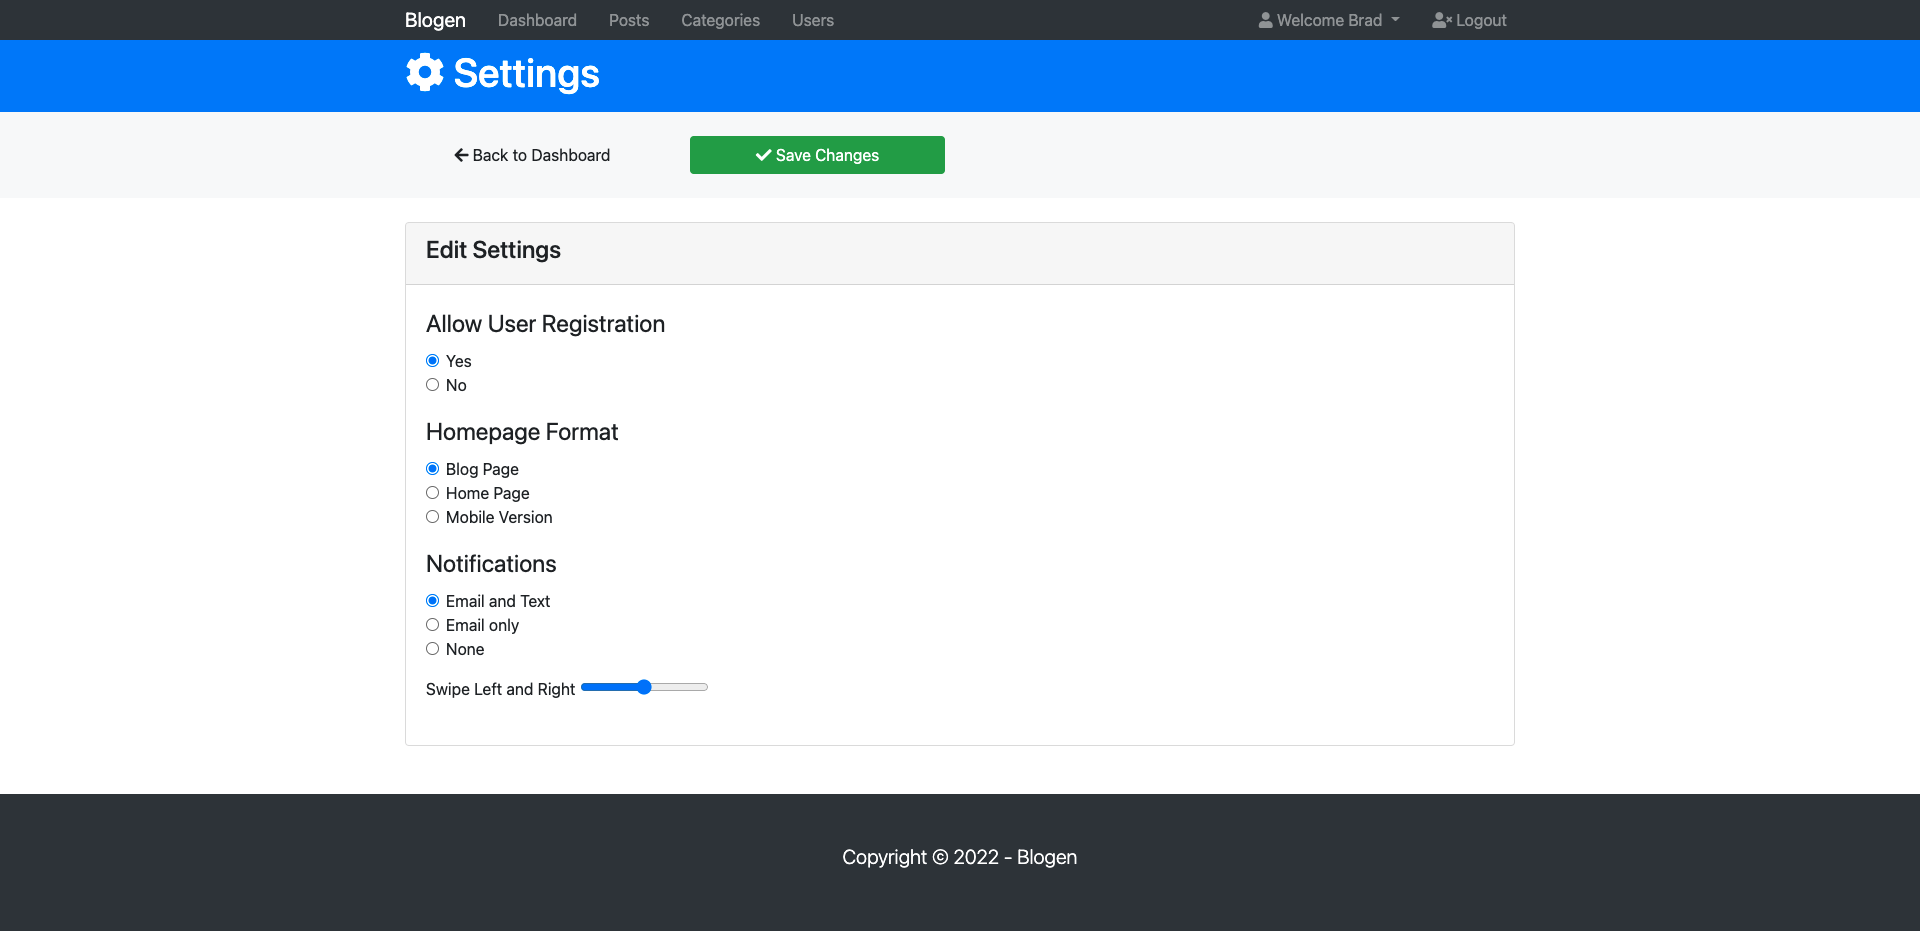 Blogen Dashboard Posts Categories Users Welcome Brad Logout
Settings
Back to Dashboard Save Changes
Edit Settings
Allow User Registration
Yes
No
Homepage Format
Blog Page
Home Page
Mobile Version
Notifications
Email and Text
Email only
None
Swipe Left and Right
Copyright © 2022 - Blogen